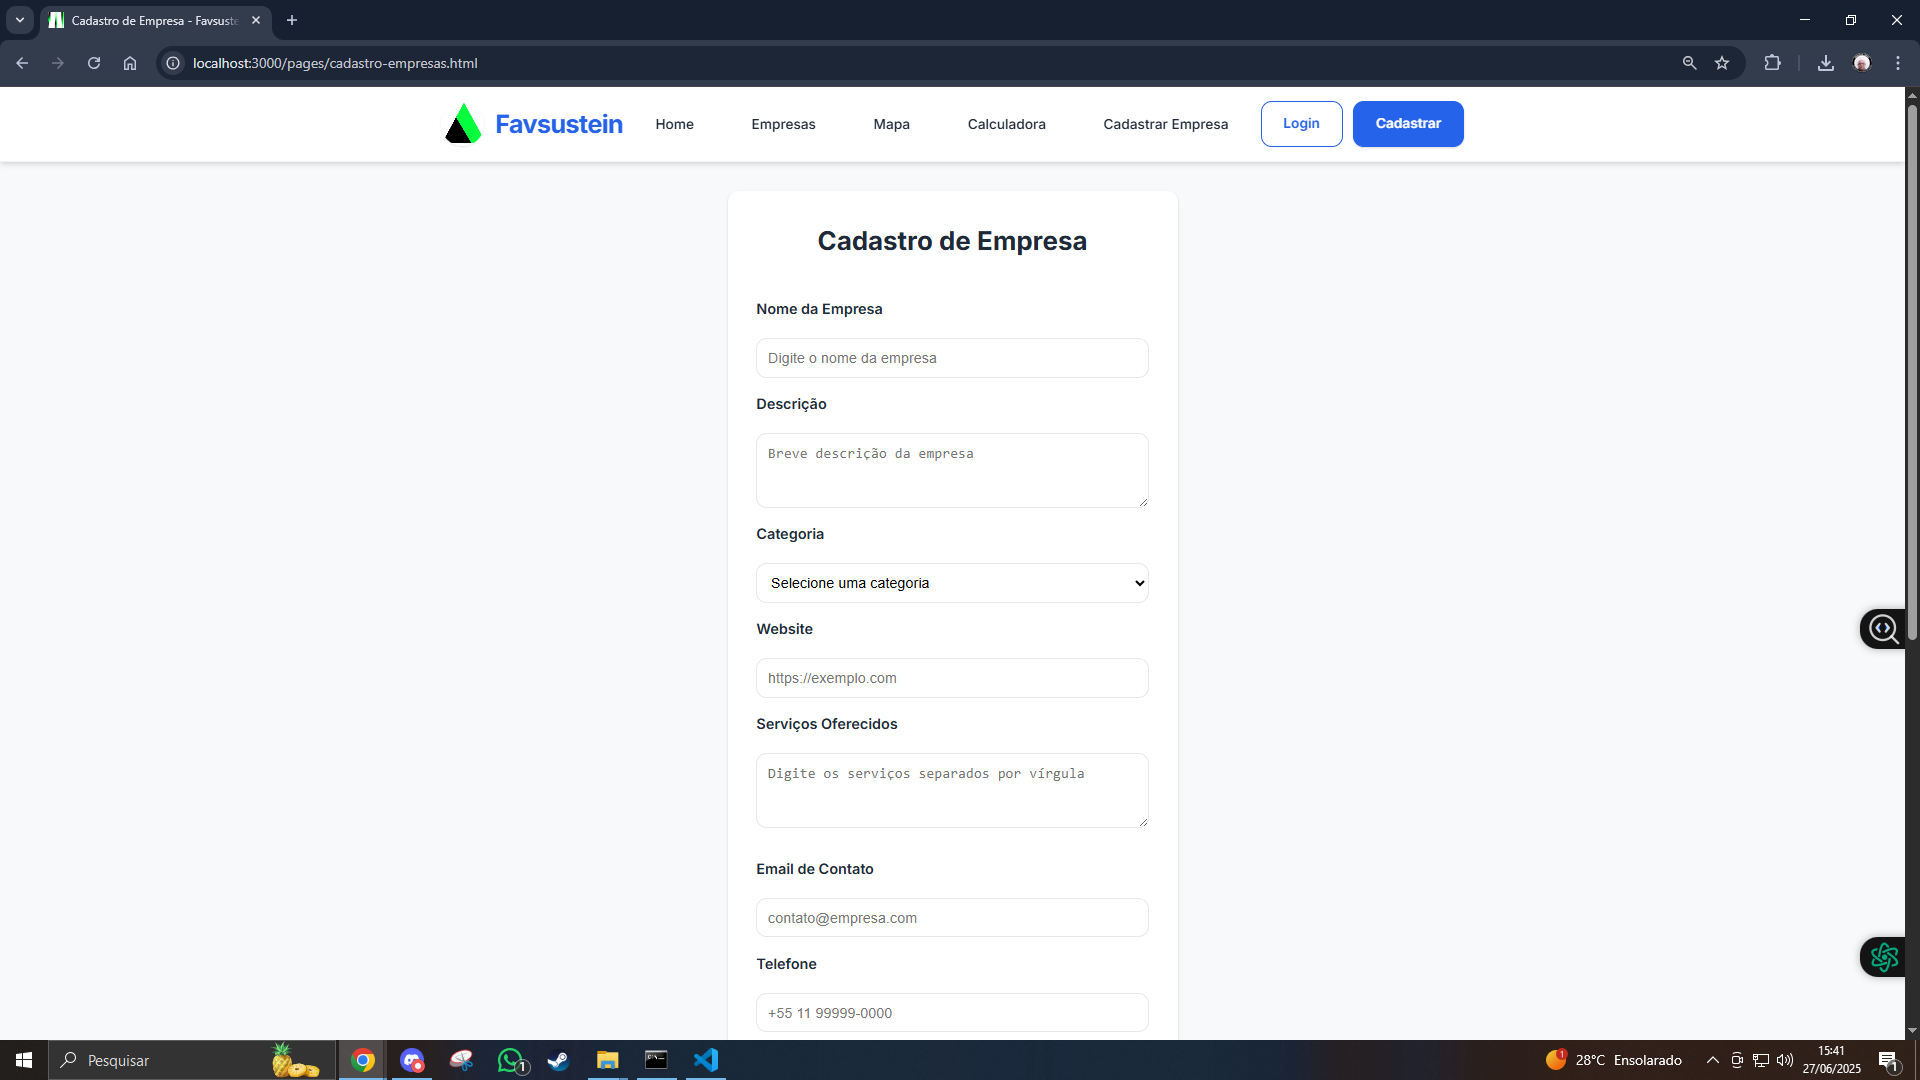 Cadastro de Empresa - Favsuste
localhost:3000/pages/cadastro-empresas.html
Favsustein
Home
Empresas
Mapa
Calculadora
Cadastrar Empresa
Login
Cadastrar
Cadastro de Empresa
Nome da Empresa
Digite o nome da empresa
Descrição
Breve descrição da empresa
Categoria
Selecione uma categoria
Website
https://exemplo.com
Serviços Oferecidos
Digite os serviços separados por vírgula
Email de Contato
contato@empresa.com
Telefone
+55 11 99999-0000
Pesquisar
1
1
28°C Ensolarado
15:41
27/06/2025
1